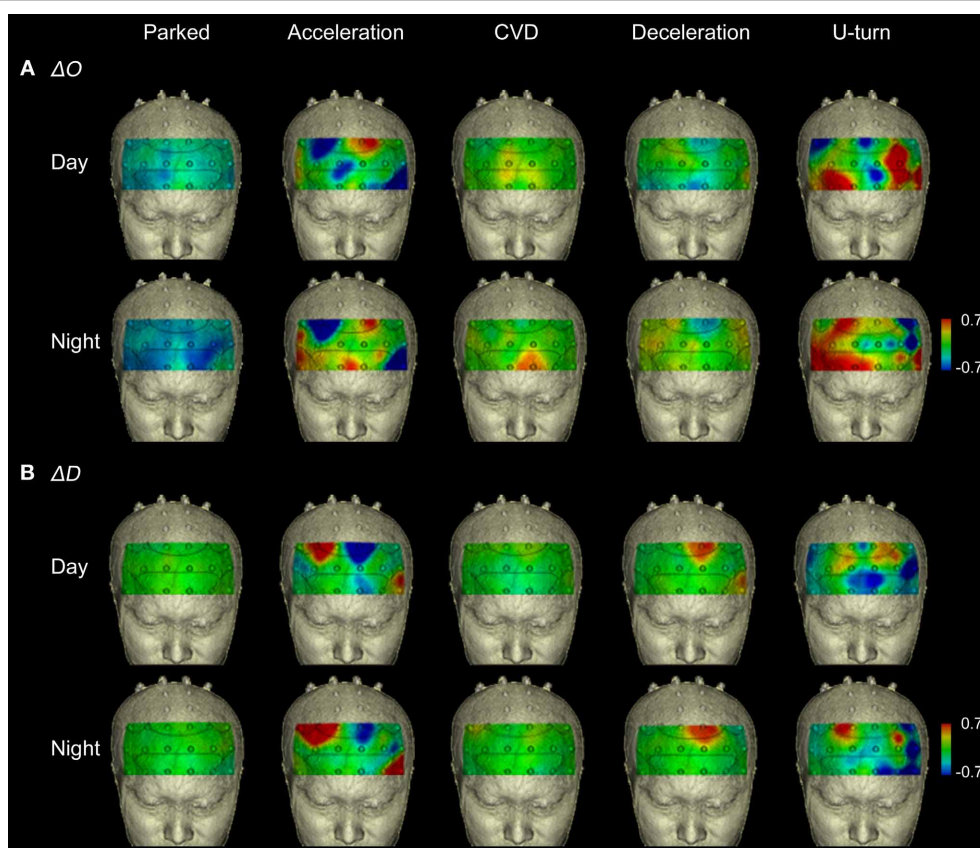 Parked Acceleration CVD Deceleration U-turn
A ΔO
Day
Night
0.7
-0.7
B ΔD
Day
Night
0.7
-0.7